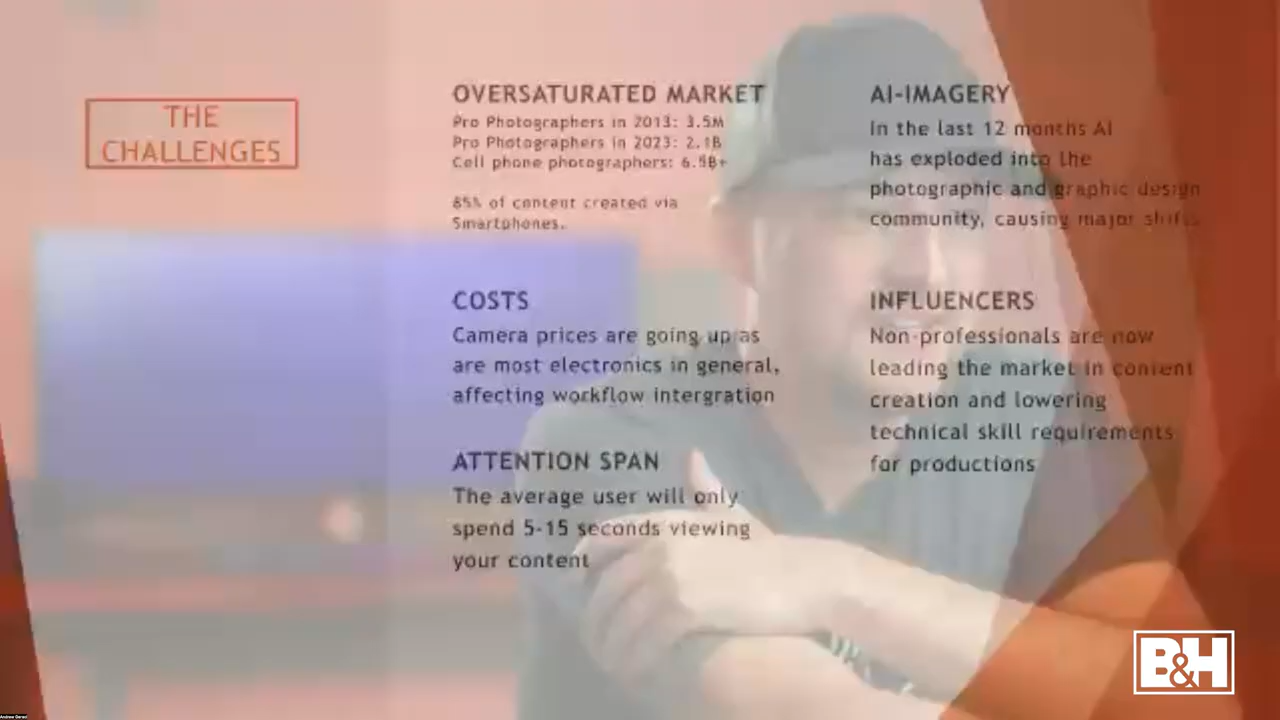 THE
CHALLENGES
OVERSATURATED MARKET
Pro Photographers in 2013: 3.5M
Pro Photographers in 2023: 2.1B
Cell phone photographers: 6.5B+
85% of content created via
Smartphones.
COSTS
Camera prices are going up as
are most electronics in general,
affecting workflow intergration
ATTENTION SPAN
The average user will only
spend 5-15 seconds viewing
your content
AI-IMAGERY
In the last 12 months AI
has exploded into the
photographic and graphic design
community, causing major shifts
INFLUENCERS
Non-professionals are now
leading the market in content
creation and lowering
technical skill requirements
for productions
B&H